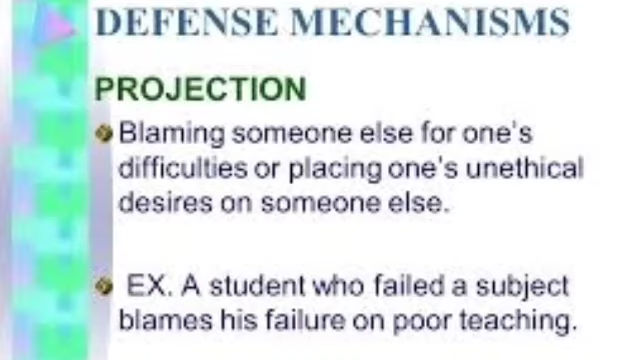 DEFENSE MECHANISMS
PROJECTION
Blaming someone else for one's
difficulties or placing one's unethical
desires on someone else.
EX. A student who failed a subject
blames his failure on poor teaching.